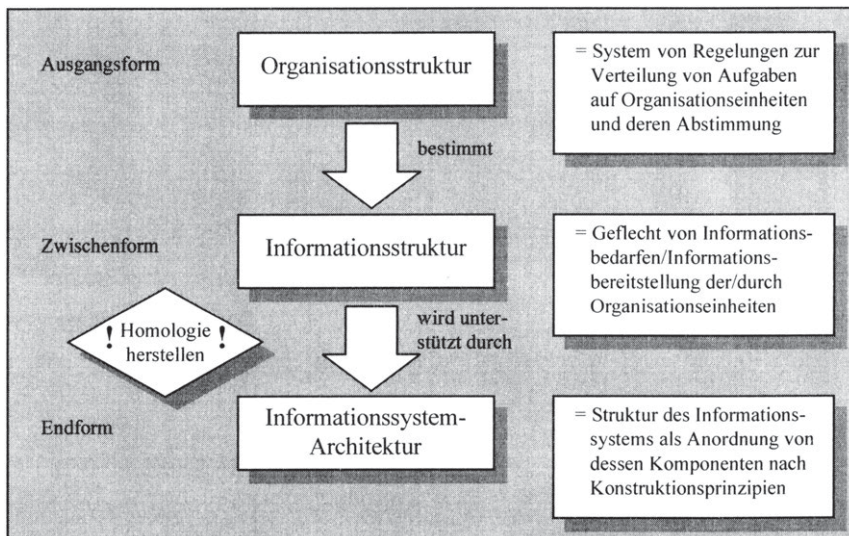 Ausgangsform
Organisationsstruktur
= System von Regelungen zur
Verteilung von Aufgaben
auf Organisationseinheiten
und deren Abstimmung
bestimmt
Zwischenform
Informationsstruktur
= Geflecht von Informations-
bedarfen/Informations-
bereitstellung der/durch
Organisationseinheiten
! Homologie !
herstellen
wird unter-
stützt durch
Endform
Informationssystem-
Architektur
= Struktur des Informations-
systems als Anordnung von
dessen Komponenten nach
Konstruktionsprinzipien